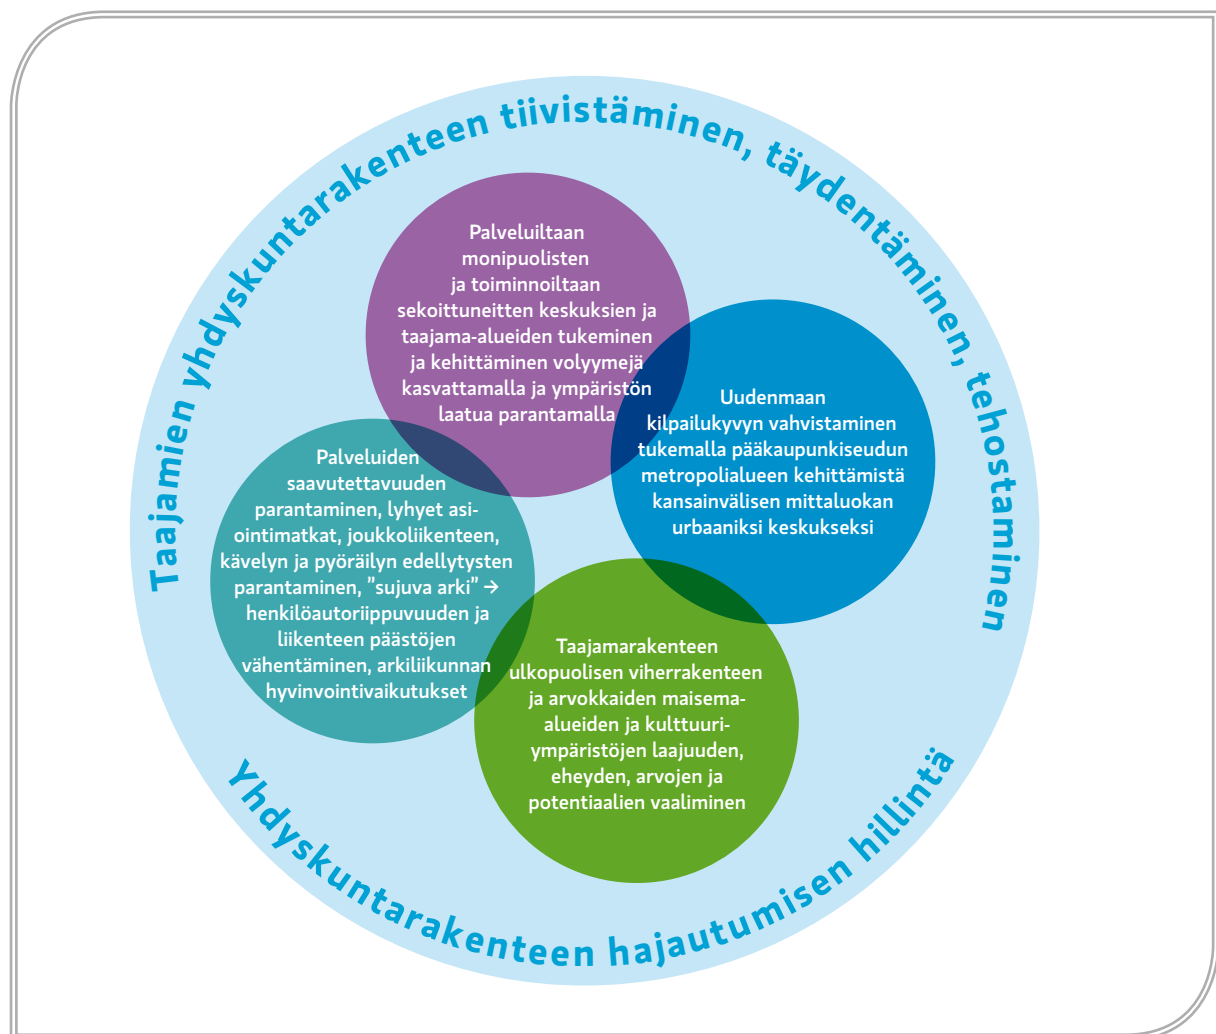 Taajamien yhdyskuntarakenteen tiivistäminen, täydentäminen, tehostaminen
Palveluiltaan
monipuolisten
ja toiminnoiltaan
sekoittuneitten keskuksien ja
taajama-alueiden tukeminen
ja kehittäminen volyymejä
kasvattamalla ja ympäristön
laatua parantamalla
Uudenmaan
kilpailukyvyn vahvistaminen
tukemalla pääkaupunkiseudun
metropolialueen kehittämistä
kansainvälisen mittaluokan
urbaaniksi keskukseksi
Palveluiden
saavutettavuuden
parantaminen, lyhyet asi-
ointimatkat, joukkoliikenteen,
kävelyn ja pyöräilyn edellytysten
parantaminen, ”sujuva arki” →
henkilöautoriippuvuuden ja
liikenteen päästöjen
vähentäminen, arkiliikunnan
hyvinvointivaikutukset
Taajamarakenteen
ulkopuolisen viherrakenteen
ja arvokkaiden maisema-
alueiden ja kulttuuri-
ympäristöjen laajuuden,
eheyden, arvojen ja
potentiaalien vaaliminen
Yhdyskuntarakenteen hajautumisen hillintä